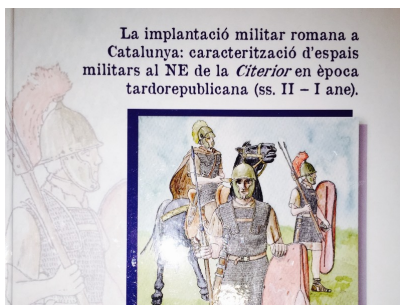 La implantació militar romana a
Catalunya: caracterització d'espais
militars al NE de la Citerior en època
tardorepublicana (ss. II – I ane).